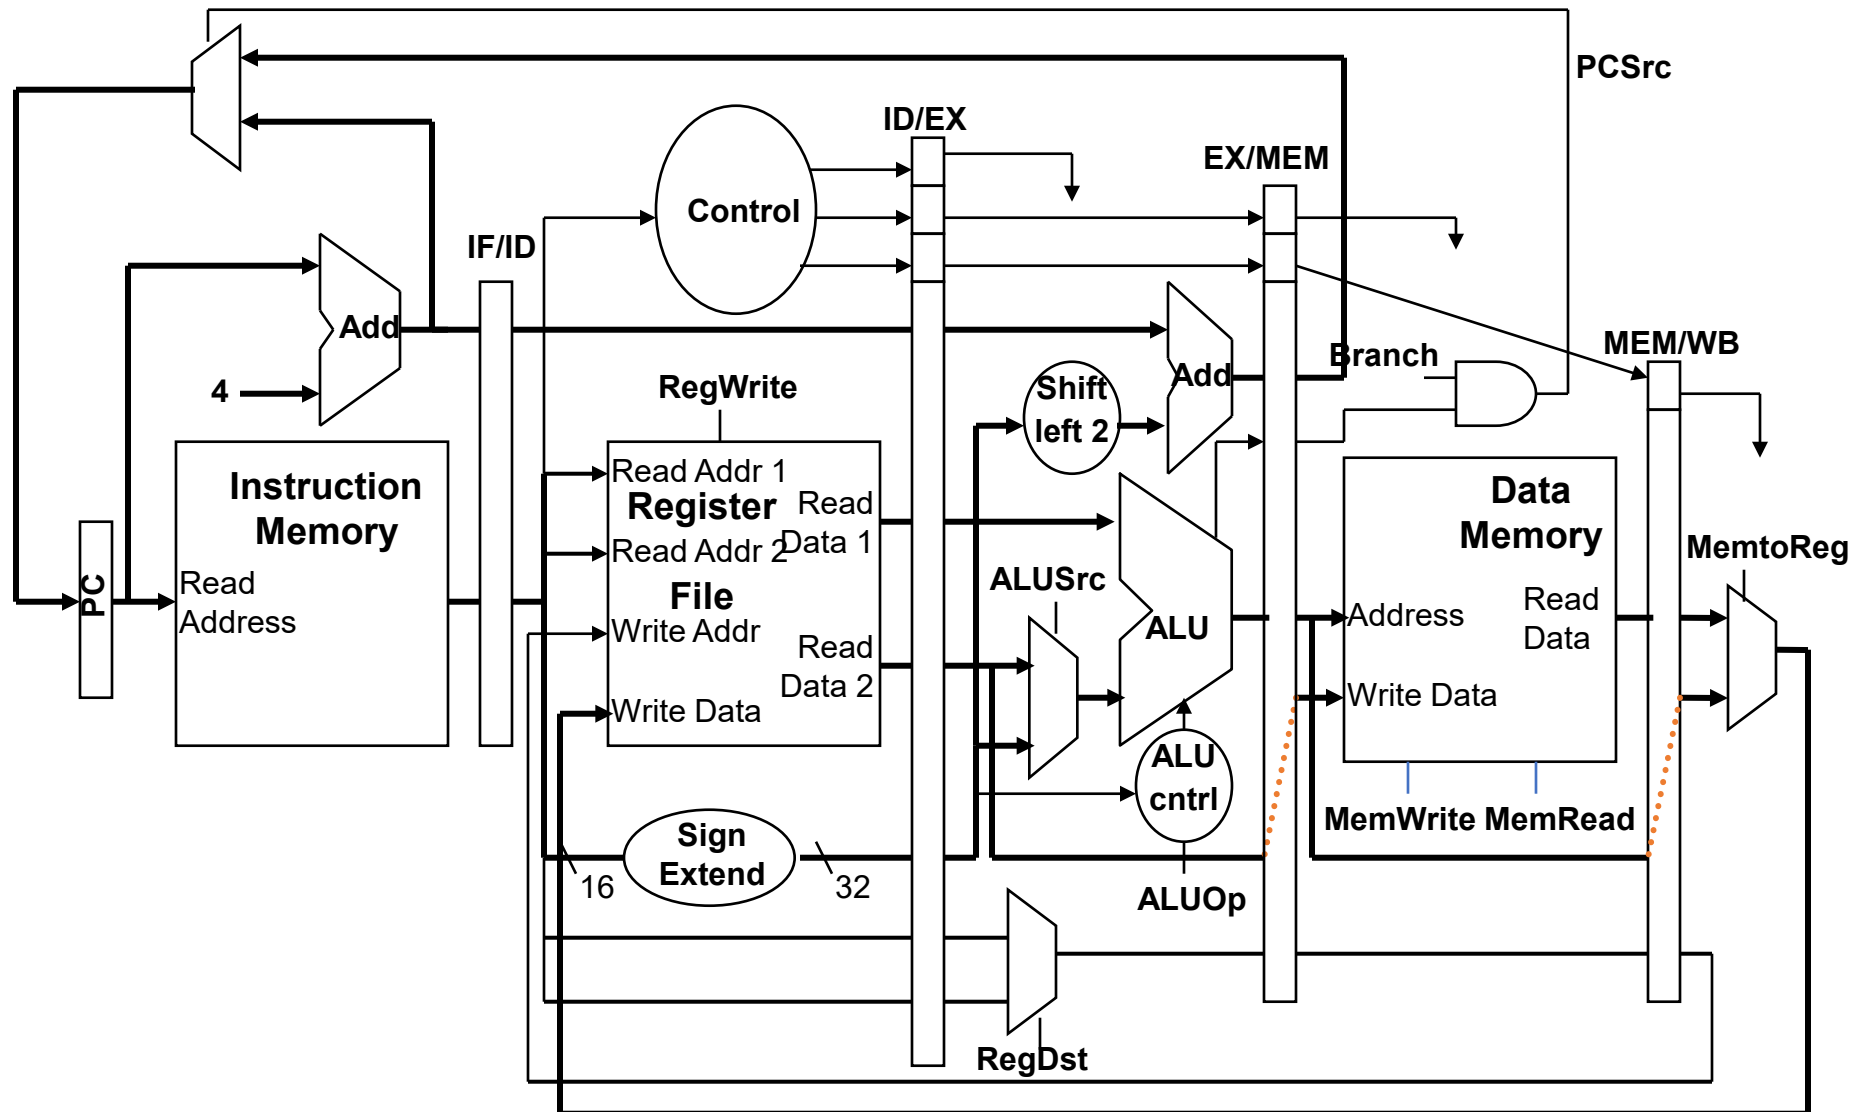 PCSrc
ID/EX
EX/MEM
Control
IF/ID
Add
4
Branch
MEM/WB
Add
Shift
left 2
RegWrite
Instruction
Memory
Read
Address
PC
Read Addr 1
Register
Read Addr 2
File
Write Addr
Write Data
Read
Data 1
Read
Data 2
ALUSrc
ALU
ALU
cntrl
ALUOp
Data
Memory
Address
Read
Data
Write Data
MemWrite MemRead
MemtoReg
Sign
Extend
16
32
RegDst